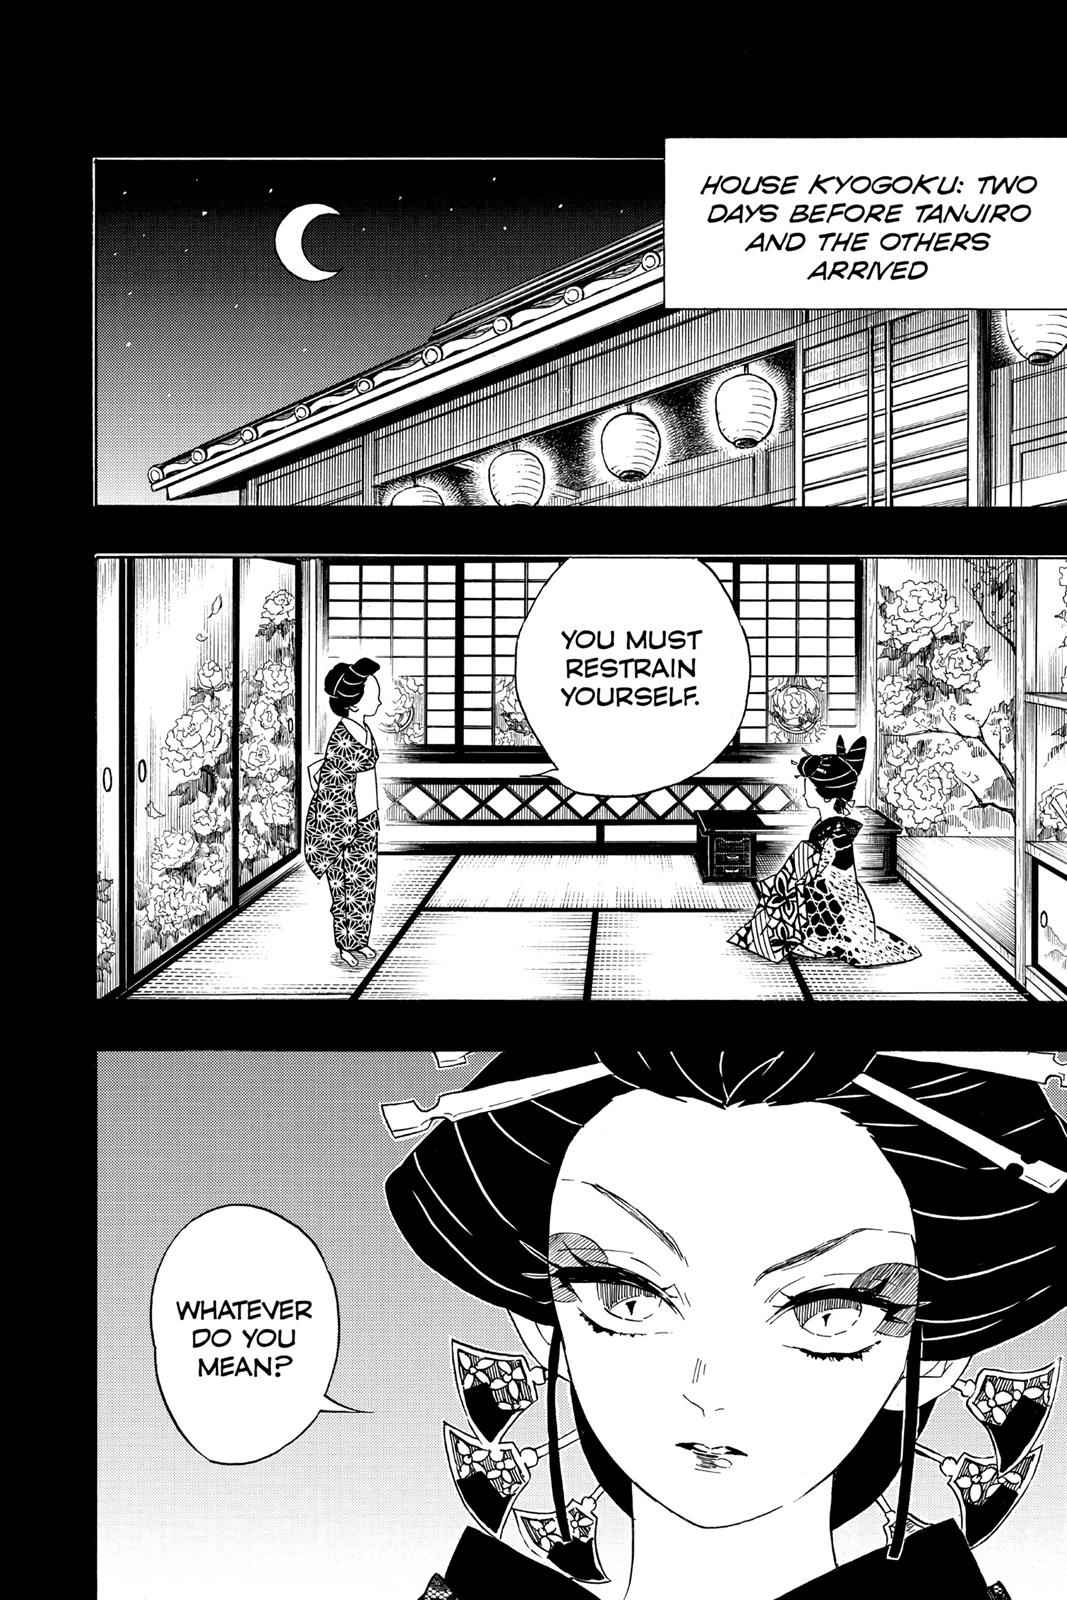 HOUSE KYOGOKU: TWO
DAYS BEFORE TANJIRO
AND THE OTHERS
ARRIVED
YOU MUST
RESTRAIN
YOURSELF.
WHATEVER
DO YOU
MEAN?